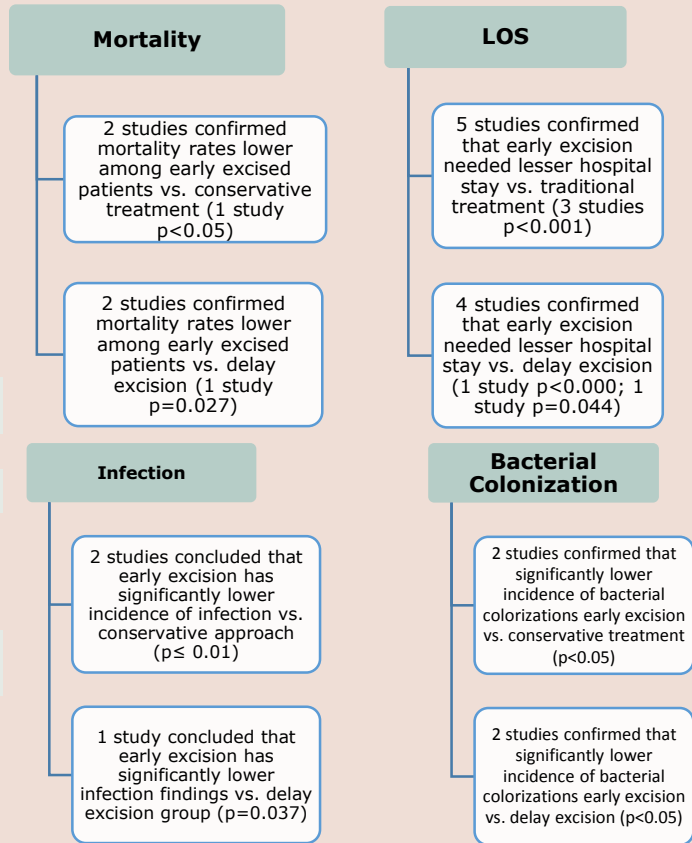 Mortality
2 studies confirmed
mortality rates lower
among early excised
patients vs. conservative
treatment (1 study
p<0.05)
2 studies confirmed
mortality rates lower
among early excised
patients vs. delay
excision (1 study
p=0.027)
LOS
5 studies confirmed
that early excision
needed lesser hospital
stay vs. traditional
treatment (3 studies
p<0.001)
4 studies confirmed
that early excision
needed lesser hospital
stay vs. delay excision
(1 study p<0.000; 1
study p=0.044)
Infection
2 studies concluded that
early excision has
significantly lower
incidence of infection vs.
conservative approach
(p≤ 0.01)
1 study concluded that
early excision has
significantly lower
infection findings vs. delay
excision group (p=0.037)
Bacterial
Colonization
2 studies confirmed that
significantly lower
incidence of bacterial
colorizations early excision
vs. conservative treatment
(p<0.05)
2 studies confirmed that
significantly lower
incidence of bacterial
colorizations early excision
vs. delay excision (p<0.05)